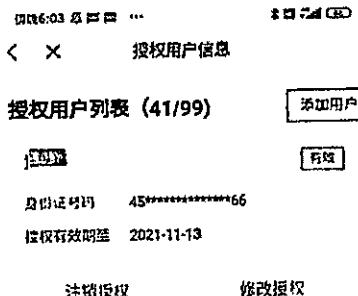 晚6:03 …
授权用户信息
授权用户列表（41/99） 添加用户
有效
身份证号码 45*************66
授权有效期至 2021-11-13
注销授权 修改授权